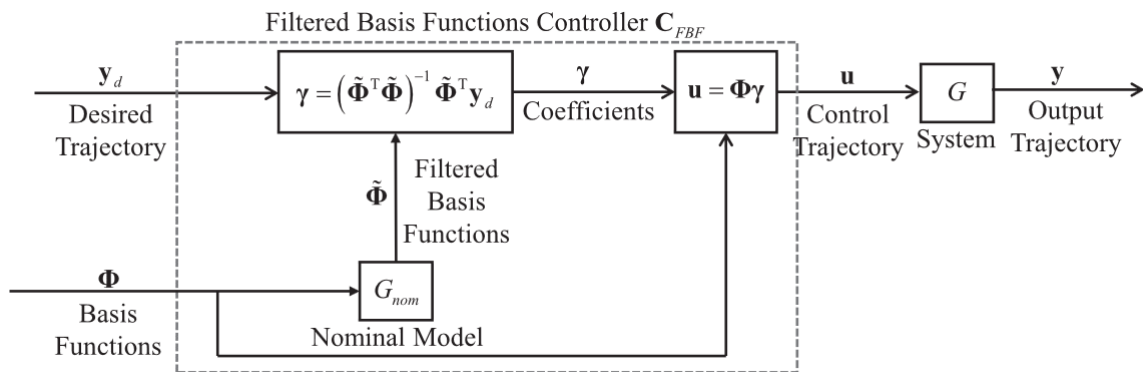 Filtered Basis Functions Controller C_FBF
y_d
Desired
Trajectory
γ = (Φ̃ᵀΦ̃)⁻¹ Φ̃ᵀy_d
γ
Coefficients
u = Φγ
u
Control
Trajectory
G
System
y
Output
Trajectory
Φ̃
Filtered
Basis
Functions
Φ
Basis
Functions
G_nom
Nominal Model